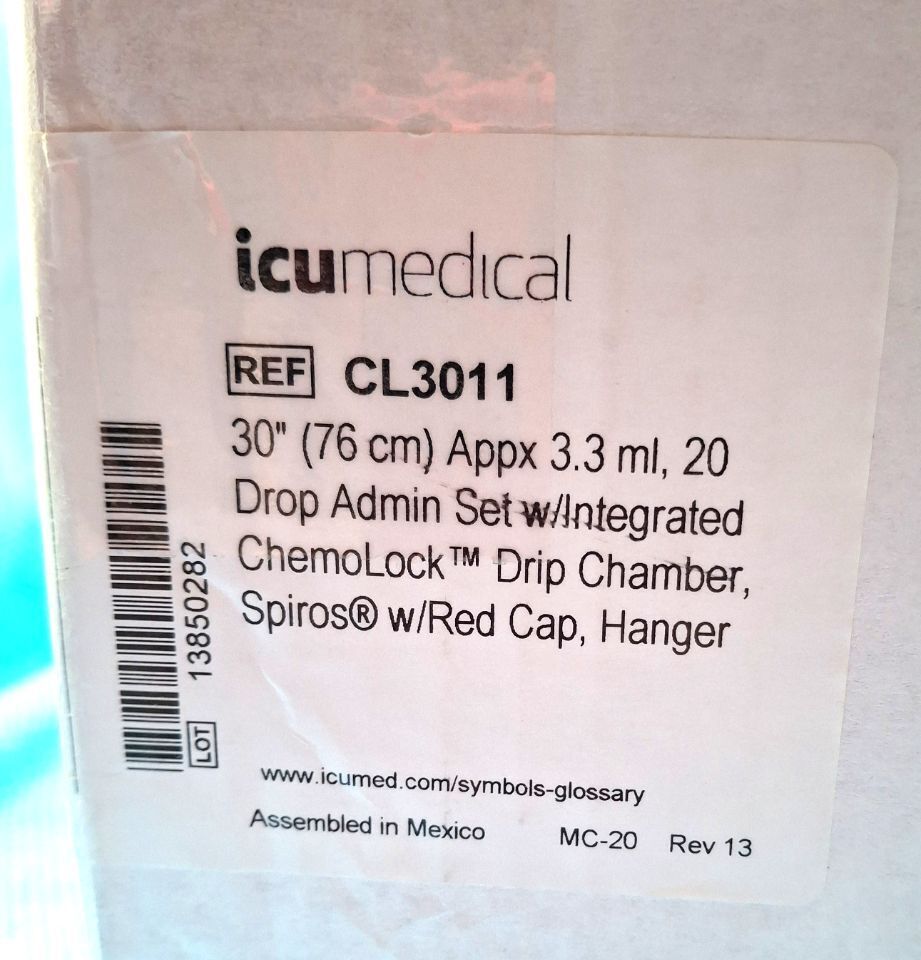 icumedical
REF CL3011
30" (76 cm) Appx 3.3 ml, 20
Drop Admin Set w/Integrated
ChemoLock™ Drip Chamber,
Spiros® w/Red Cap, Hanger
LOT 13850282
www.icumed.com/symbols-glossary
Assembled in Mexico MC-20 Rev 13